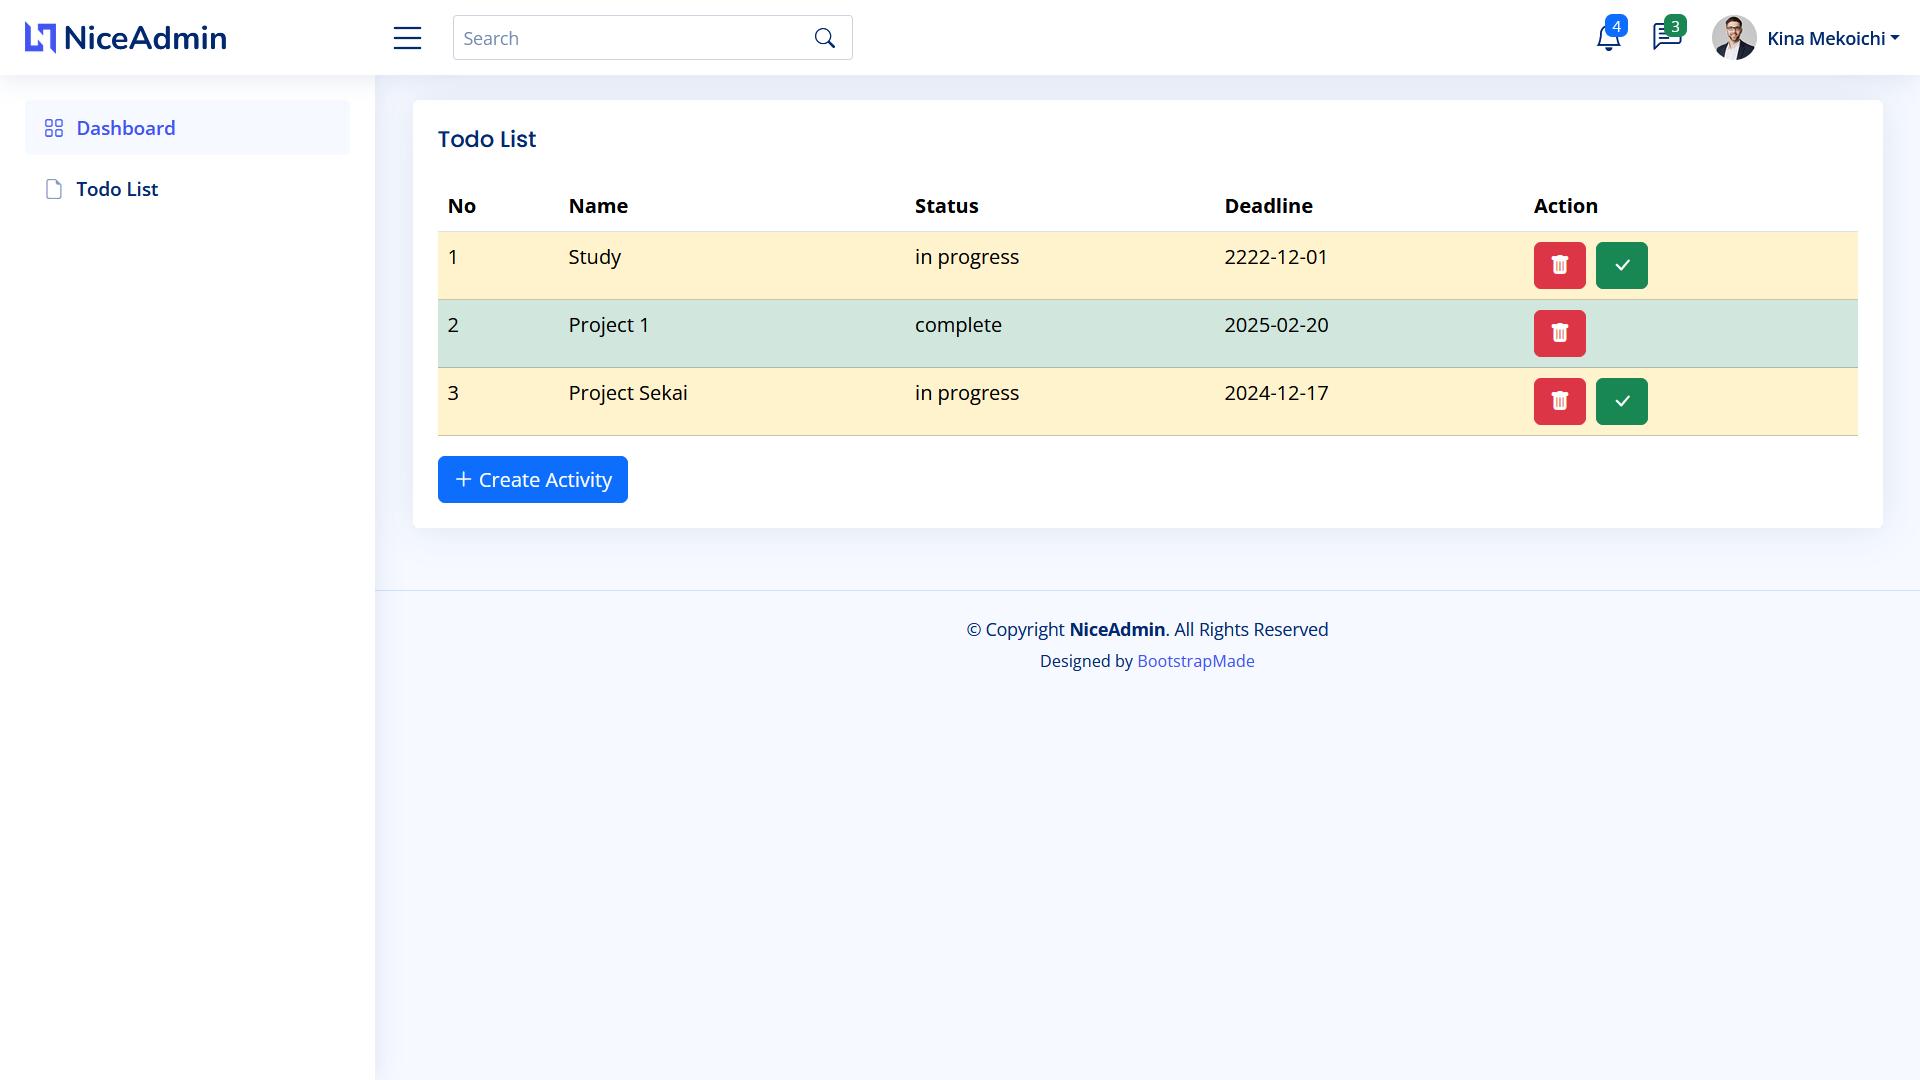 NiceAdmin
Search
4
3
Kina Mekoichi
Dashboard
Todo List
Todo List
No Name Status Deadline Action
1 Study in progress 2222-12-01
2 Project 1 complete 2025-02-20
3 Project Sekai in progress 2024-12-17
+ Create Activity
© Copyright NiceAdmin. All Rights Reserved
Designed by BootstrapMade